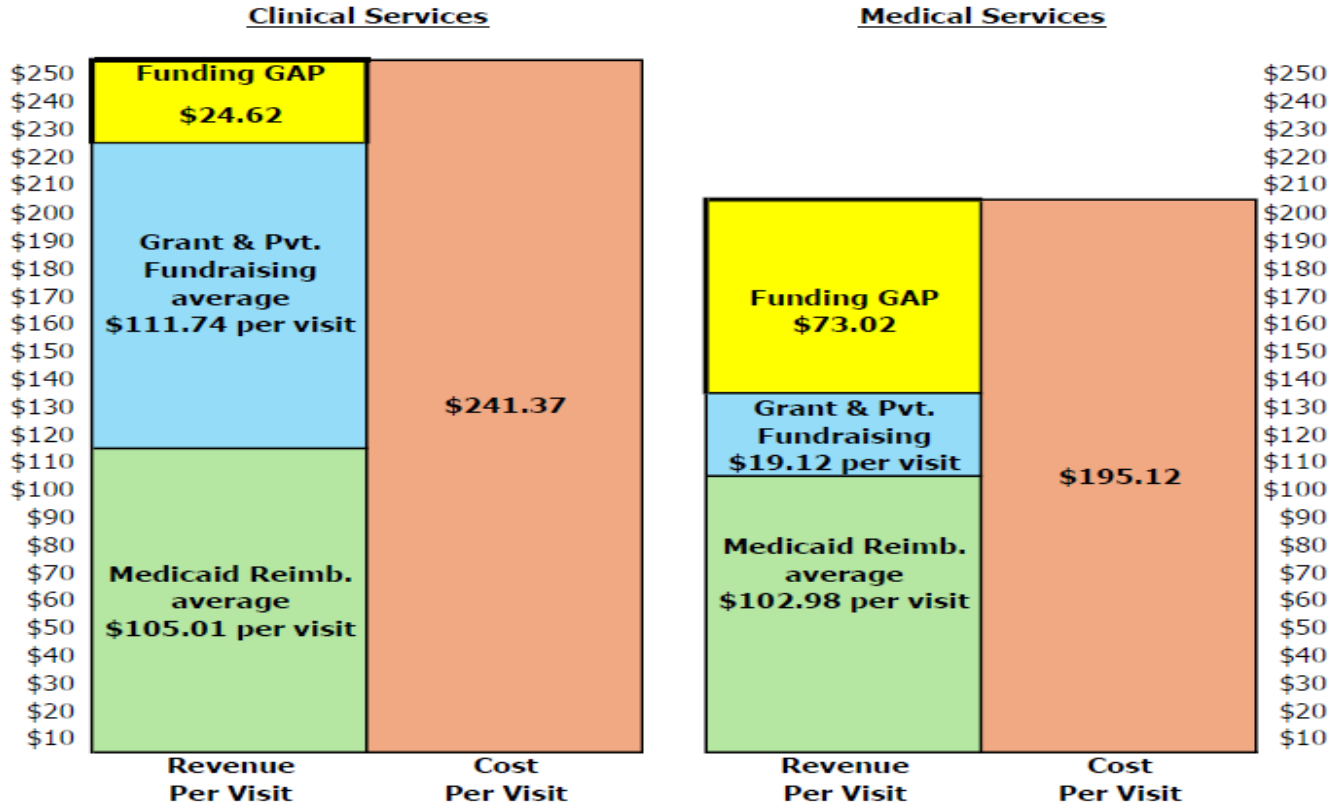 Clinical Services
Medical Services
$250
$240
$230
$220
$210
$200
$190
$180
$170
$160
$150
$140
$130
$120
$110
$100
$90
$80
$70
$60
$50
$40
$30
$20
$10
Funding GAP
$24.62
Grant & Pvt.
Fundraising
average
$111.74 per visit
Medicaid Reimb.
average
$105.01 per visit
$241.37
Revenue
Per Visit
Cost
Per Visit
Funding GAP
$73.02
Grant & Pvt.
Fundraising
$19.12 per visit
Medicaid Reimb.
average
$102.98 per visit
$195.12
Revenue
Per Visit
Cost
Per Visit
$250
$240
$230
$220
$210
$200
$190
$180
$170
$160
$150
$140
$130
$120
$110
$100
$90
$80
$70
$60
$50
$40
$30
$20
$10